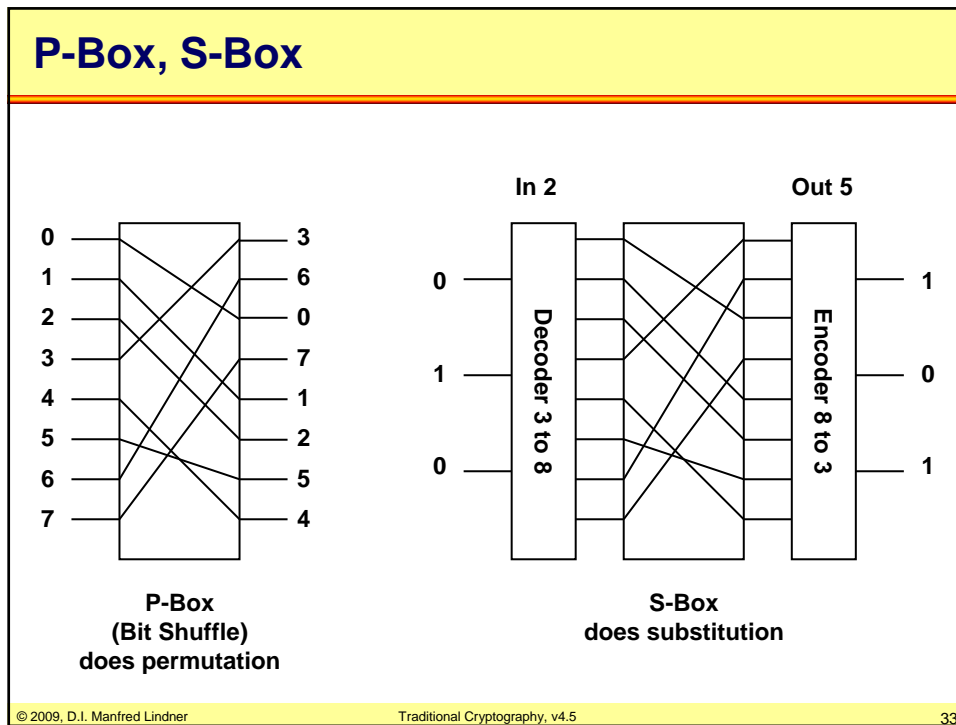 P-Box, S-Box
In 2
Out 5
0
1
2
3
4
5
6
7
3
6
0
7
1
2
5
4
0
1
0
Decoder 3 to 8
Encoder 8 to 3
1
0
1
P-Box
(Bit Shuffle)
does permutation
S-Box
does substitution
© 2009, D.I. Manfred Lindner
Traditional Cryptography, v4.5
33